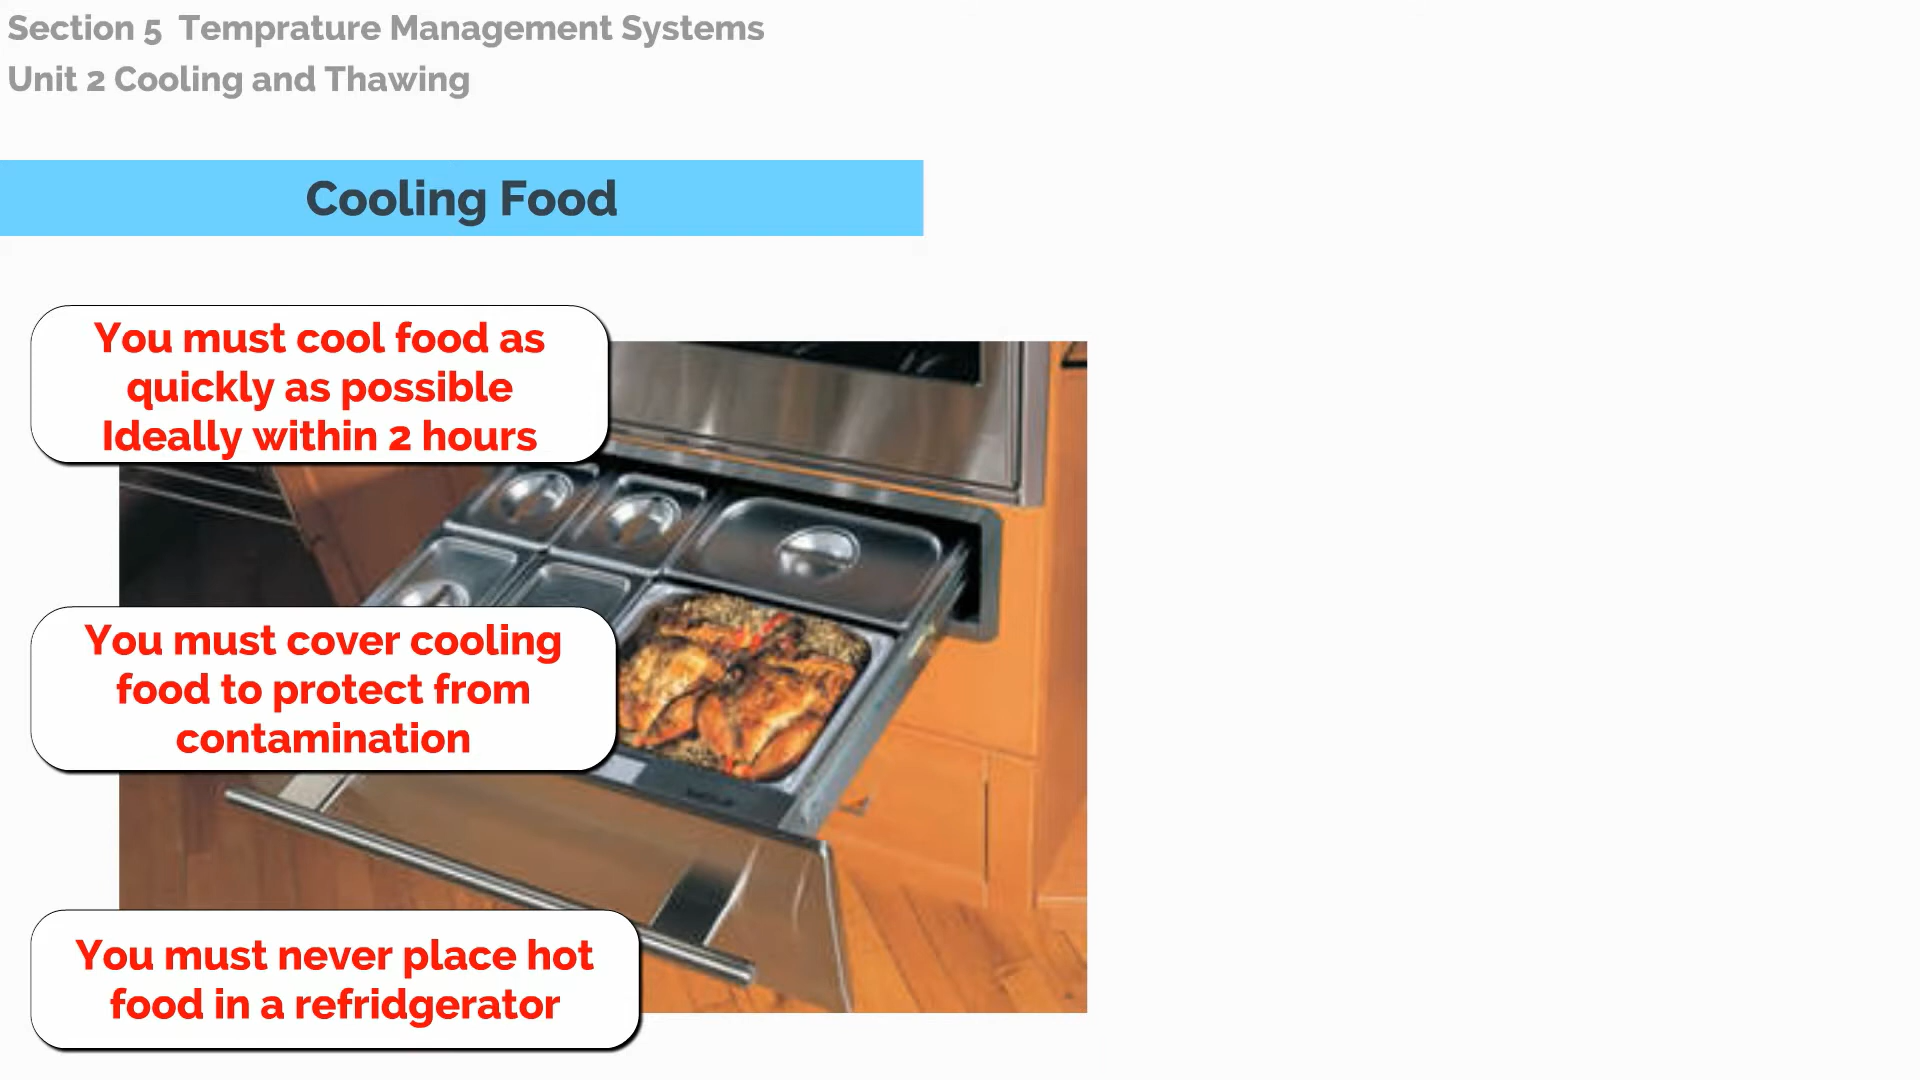 Section 5  Temprature Management Systems
Unit 2 Cooling and Thawing
Cooling Food
You must cool food as
quickly as possible
Ideally within 2 hours
You must cover cooling
food to protect from
contamination
You must never place hot
food in a refridgerator